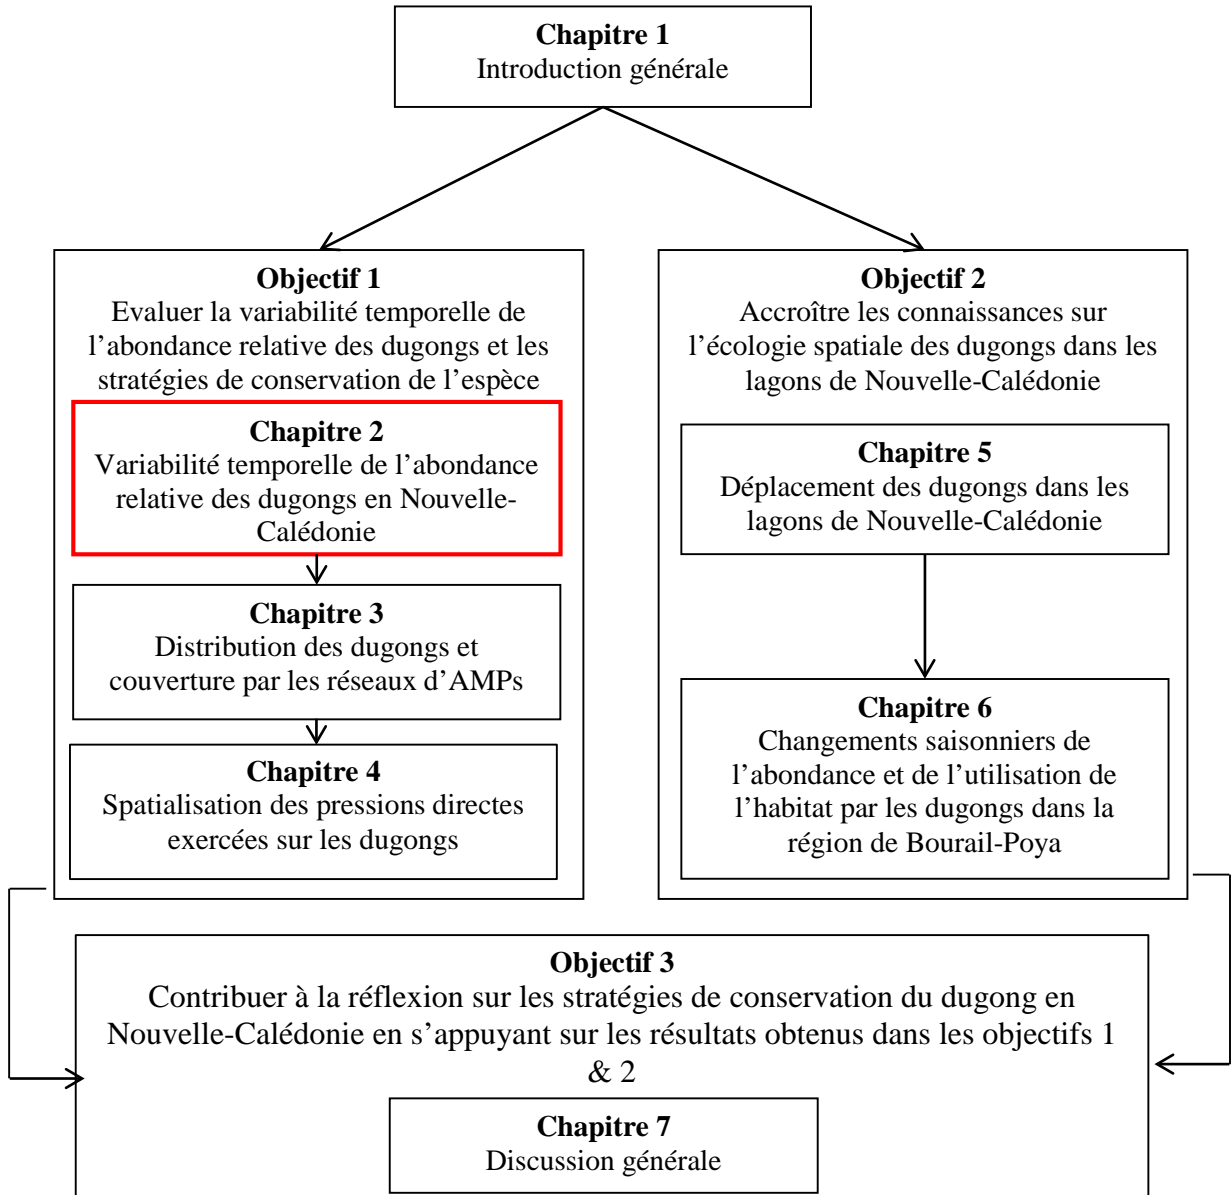 Chapitre 1
Introduction générale
Objectif 1
Evaluer la variabilité temporelle de
l’abondance relative des dugongs et les
stratégies de conservation de l’espèce
Chapitre 2
Variabilité temporelle de l’abondance
relative des dugongs en Nouvelle-
Calédonie
Chapitre 3
Distribution des dugongs et
couverture par les réseaux d’AMPs
Chapitre 4
Spatialisation des pressions directes
exercées sur les dugongs
Objectif 2
Accroître les connaissances sur
l’écologie spatiale des dugongs dans les
lagons de Nouvelle-Calédonie
Chapitre 5
Déplacement des dugongs dans les
lagons de Nouvelle-Calédonie
Chapitre 6
Changements saisonniers de
l’abondance et de l’utilisation de
l’habitat par les dugongs dans la
région de Bourail-Poya
Objectif 3
Contribuer à la réflexion sur les stratégies de conservation du dugong en
Nouvelle-Calédonie en s’appuyant sur les résultats obtenus dans les objectifs 1
& 2
Chapitre 7
Discussion générale